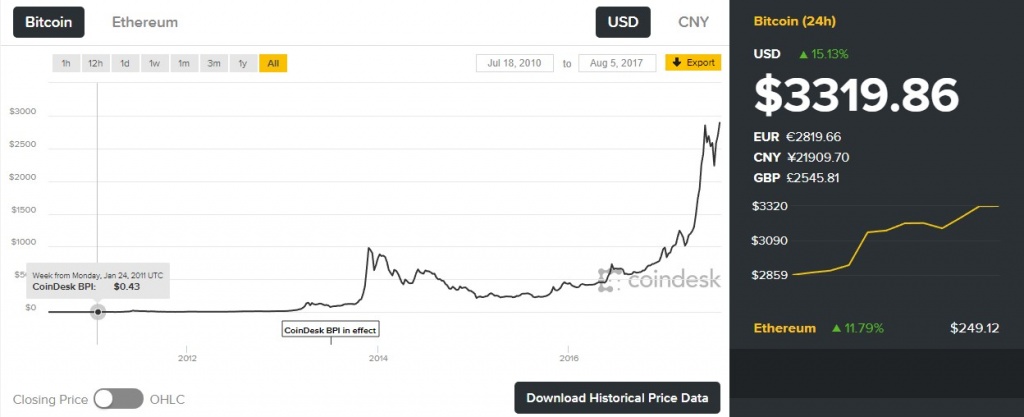 Bitcoin Ethereum USD CNY
1h 12h 1d 1w 1m 3m 1y All Jul 18, 2010 to Aug 5, 2017 Export
$3000
$2500
$2000
$1500
$1000
$50
$0
Week from Monday, Jan 24, 2011 UTC
CoinDesk BPI: $0.43
coindesk
CoinDesk BPI in effect
2012 2014 2016
Closing Price OHLC
Download Historical Price Data
Bitcoin (24h)
USD ▲ 15.13%
$3319.86
EUR €2819.66
CNY ¥21909.70
GBP £2545.81
$3320
$3090
$2859
Ethereum ▲ 11.79% $249.12